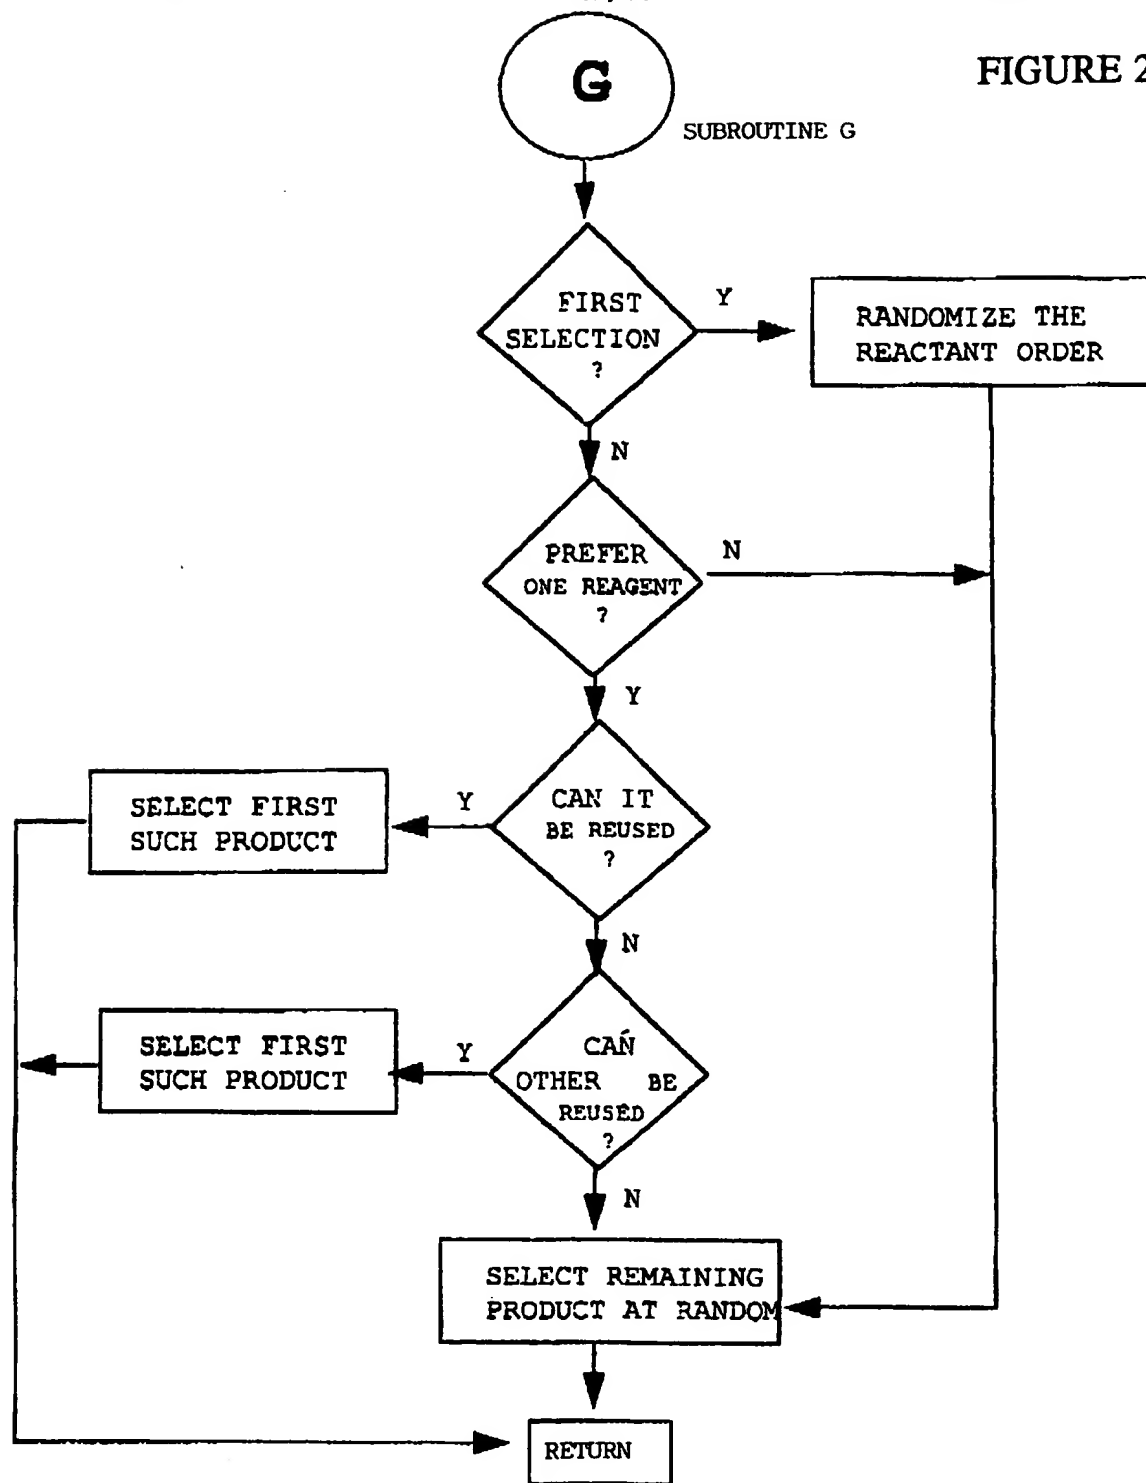 G
FIGURE 2
SUBROUTINE G
FIRST
SELECTION
?
Y
RANDOMIZE THE
REACTANT ORDER
N
PREFER
ONE REAGENT
?
N
Y
CAN IT
BE REUSED
?
Y
SELECT FIRST
SUCH PRODUCT
N
CAN
OTHER BE
REUSED
?
Y
SELECT FIRST
SUCH PRODUCT
N
SELECT REMAINING
PRODUCT AT RANDOM
RETURN